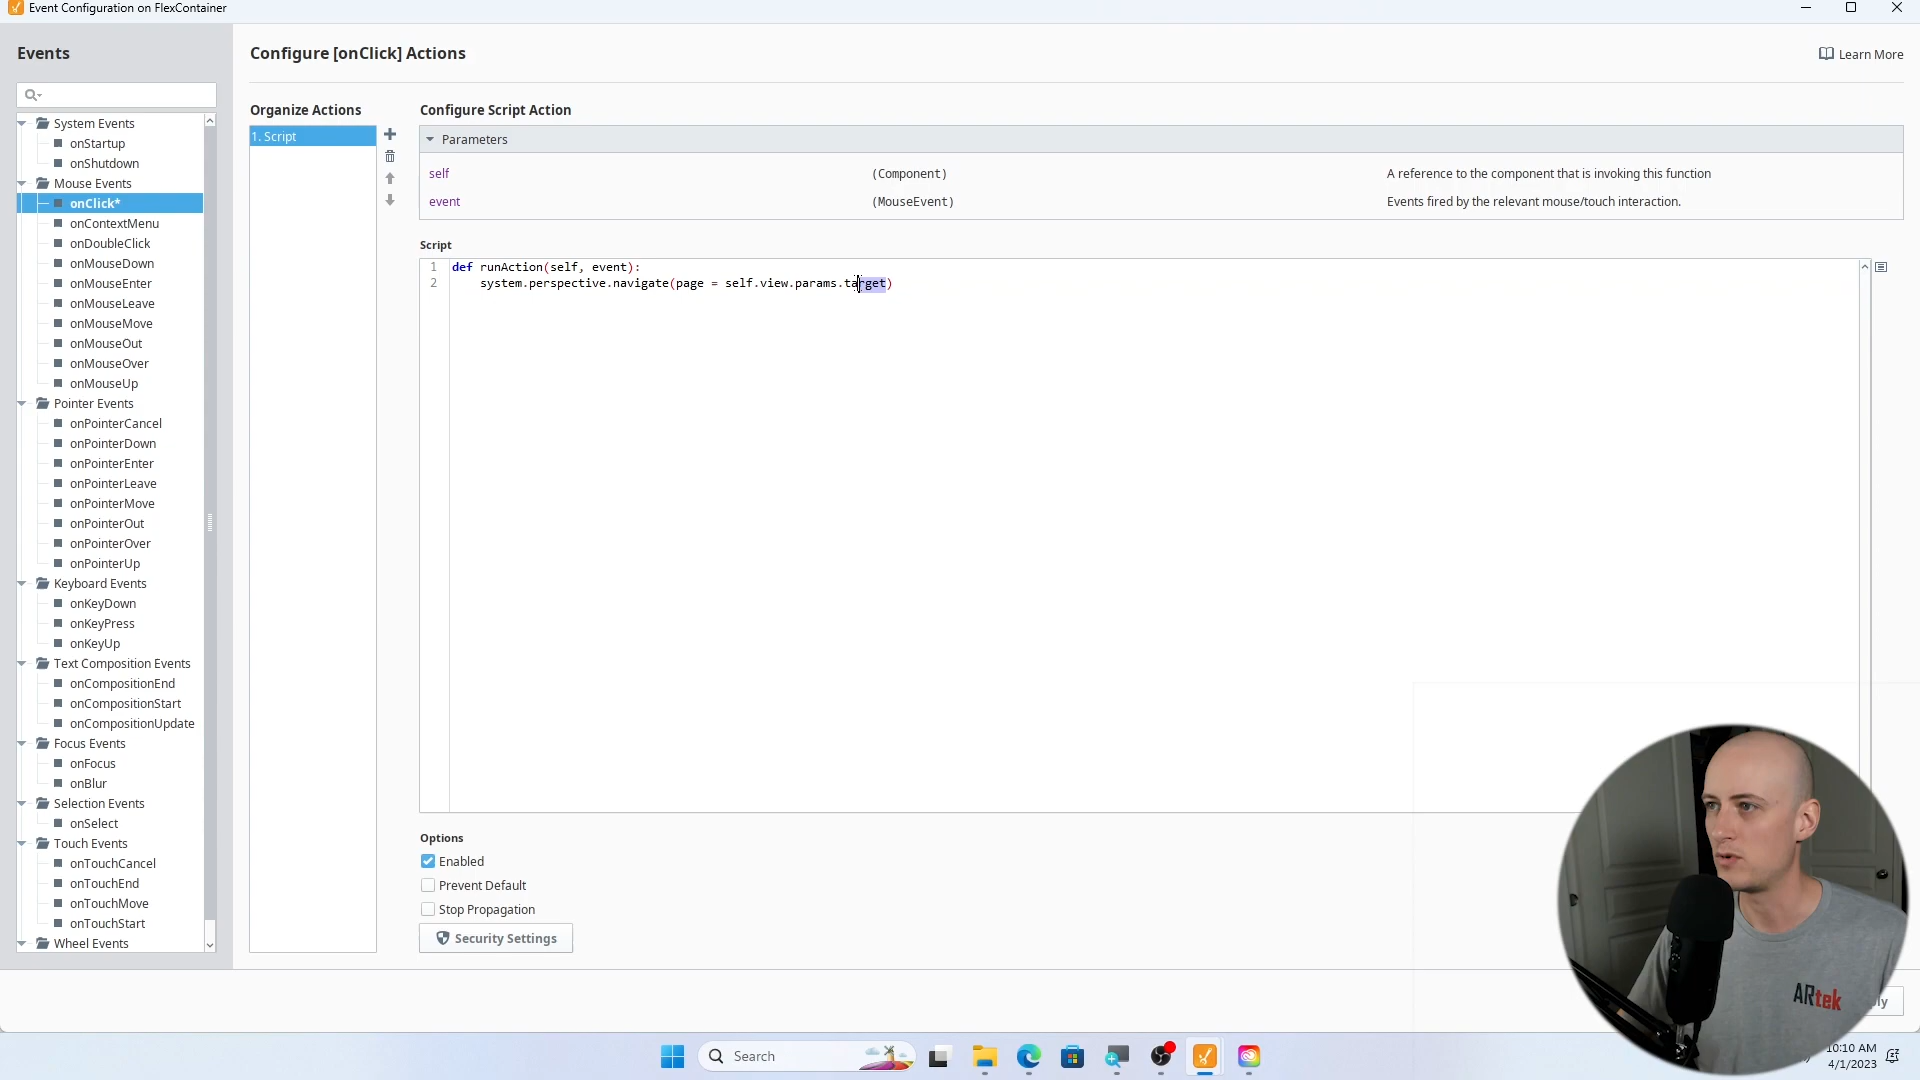 Event Configuration on FlexContainer
Events
Configure [onClick] Actions
Learn More
Organize Actions
1. Script
Configure Script Action
Parameters
self
(Component)
A reference to the component that is invoking this function
event
(MouseEvent)
Events fired by the relevant mouse/touch interaction.
Script
1 def runAction(self, event):
2 system.perspective.navigate(page = self.view.params.target)
System Events
onStartup
onShutdown
Mouse Events
onClick*
onContextMenu
onDoubleClick
onMouseDown
onMouseEnter
onMouseLeave
onMouseMove
onMouseOut
onMouseOver
onMouseUp
Pointer Events
onPointerCancel
onPointerDown
onPointerEnter
onPointerLeave
onPointerMove
onPointerOut
onPointerOver
onPointerUp
Keyboard Events
onKeyDown
onKeyPress
onKeyUp
Text Composition Events
onCompositionEnd
onCompositionStart
onCompositionUpdate
Focus Events
onFocus
onBlur
Selection Events
onSelect
Touch Events
onTouchCancel
onTouchEnd
onTouchMove
onTouchStart
Wheel Events
Options
Enabled
Prevent Default
Stop Propagation
Security Settings
ARtek
Search
10:10 AM
4/1/2023